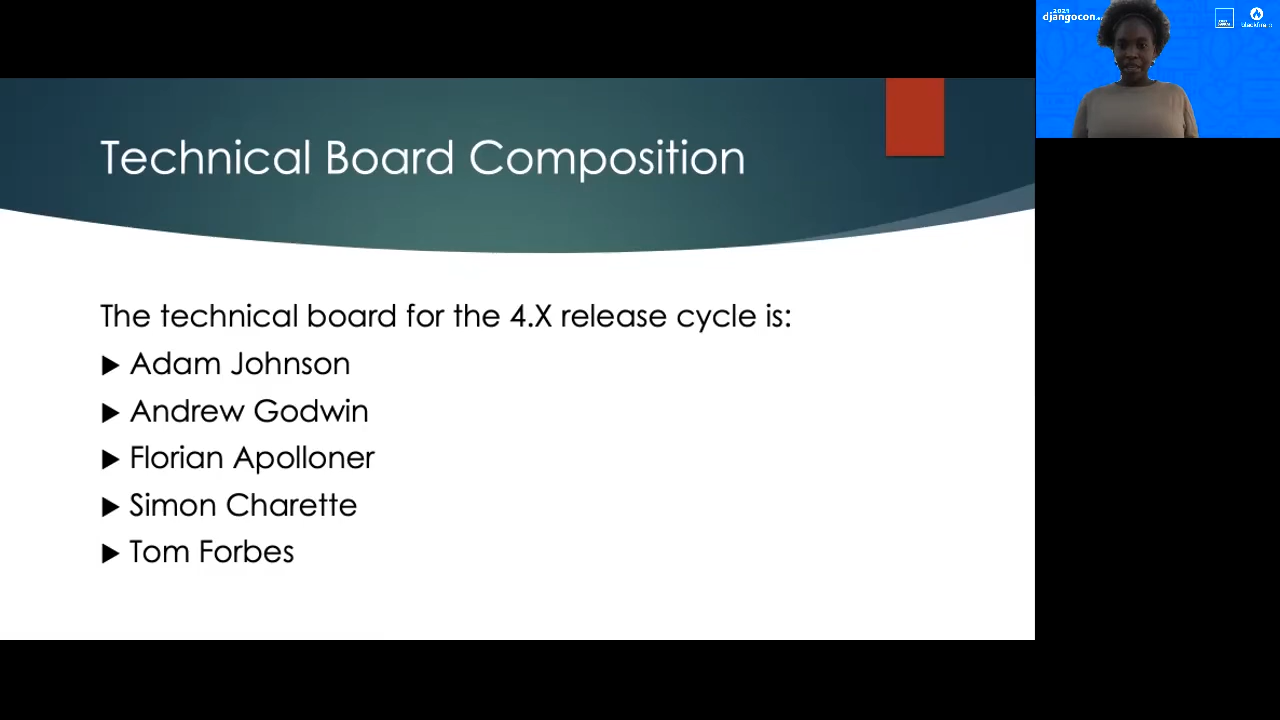 Technical Board Composition
The technical board for the 4.X release cycle is:
Adam Johnson
Andrew Godwin
Florian Apolloner
Simon Charette
Tom Forbes
2021
djangocon